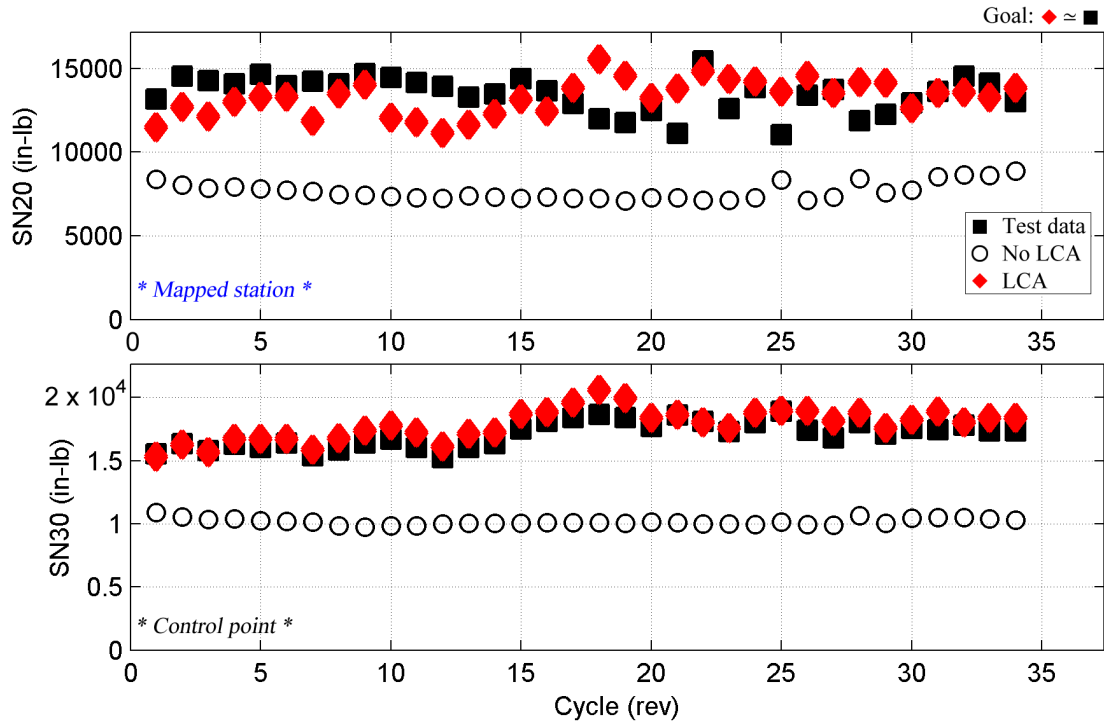 Goal: ♦ ≃ ■
15000
10000
5000
0
SN20 (in-lb)
Test data
No LCA
LCA
* Mapped station *
0 5 10 15 20 25 30 35
2 x 10⁴
1.5
1
0.5
0
SN30 (in-lb)
* Control point *
0 5 10 15 20 25 30 35
Cycle (rev)